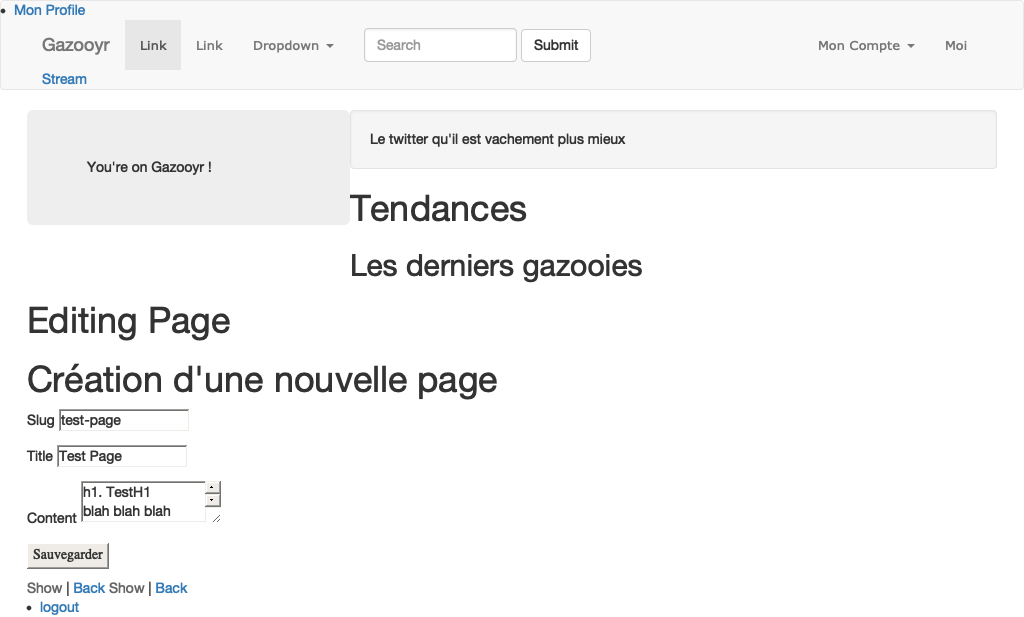 Mon Profile
Gazooyr Link Link Dropdown Search Submit Mon Compte Moi
Stream
Le twitter qu'il est vachement plus mieux
You're on Gazooyr !
Tendances
Les derniers gazooies
Editing Page
Création d'une nouvelle page
Slug test-page
Title Test Page
h1. TestH1
blah blah blah
Content
Sauvegarder
Show | Back Show | Back
logout